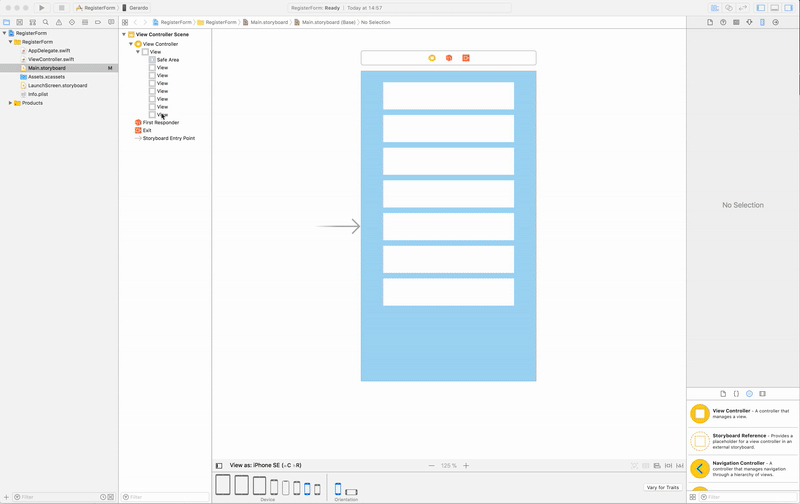 RegisterForm
Gerardo
RegisterForm: Ready | Today at 14:57
RegisterForm
RegisterForm
Main.storyboard
Main.storyboard (Base)
No Selection
RegisterForm
RegisterForm
AppDelegate.swift
ViewController.swift
Main.storyboard
M
Assets.xcassets
LaunchScreen.storyboard
Info.plist
Products
View Controller Scene
View Controller
View
Safe Area
View
View
View
View
View
View
View
First Responder
Exit
Storyboard Entry Point
No Selection
View Controller - A controller that
manages a view.
Storyboard Reference - Provides a
placeholder for a view controller in
an external storyboard.
Navigation Controller - A
controller that manages navigation
through a hierarchy of views.
View as: iPhone SE (wC hR)
125 %
Device
Orientation
Vary for Traits
Filter
Filter
Filter